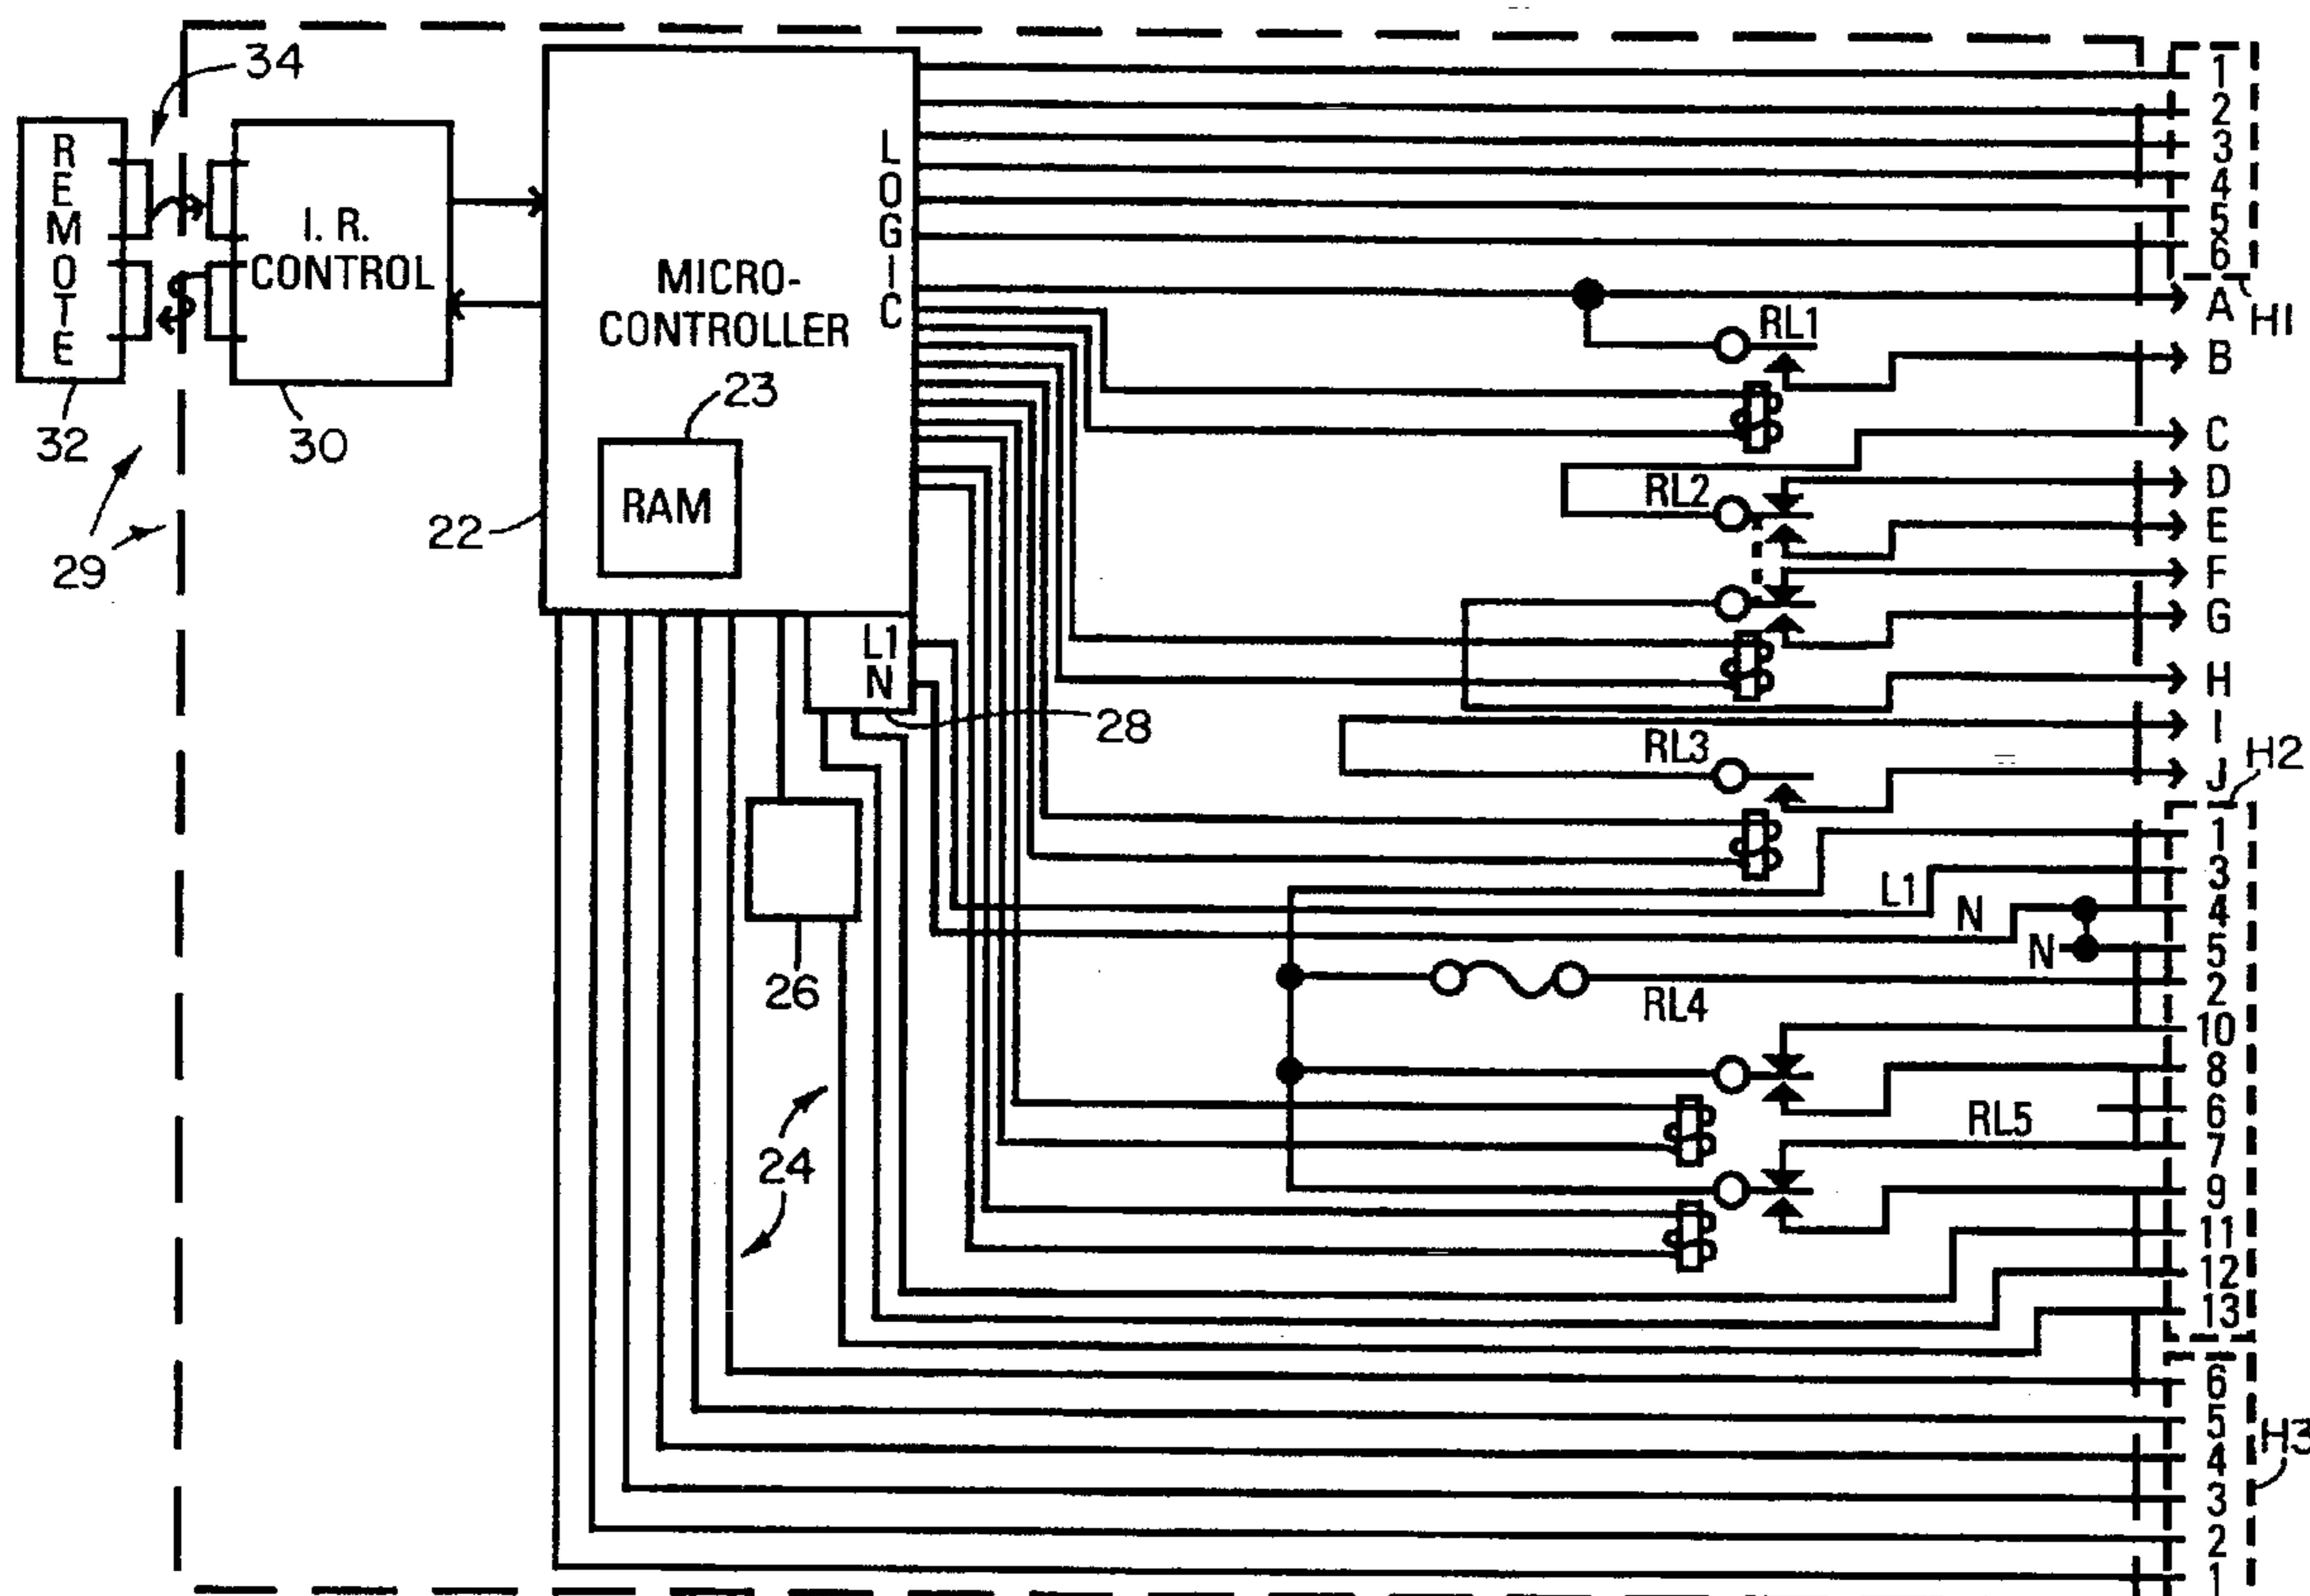 34
REMOTE
I. R.
CONTROL
32
30
29
MICRO-
CONTROLLER
LOGIC
23
RAM
22
L1
N
28
26
24
1
2
3
4
5
6
A
H1
RL1
B
C
RL2
D
E
F
G
H
I
RL3
J
H2
1
L1
3
N
4
N
5
2
RL4
10
8
6
RL5
7
9
11
12
13
6
5
H3
4
3
2
1